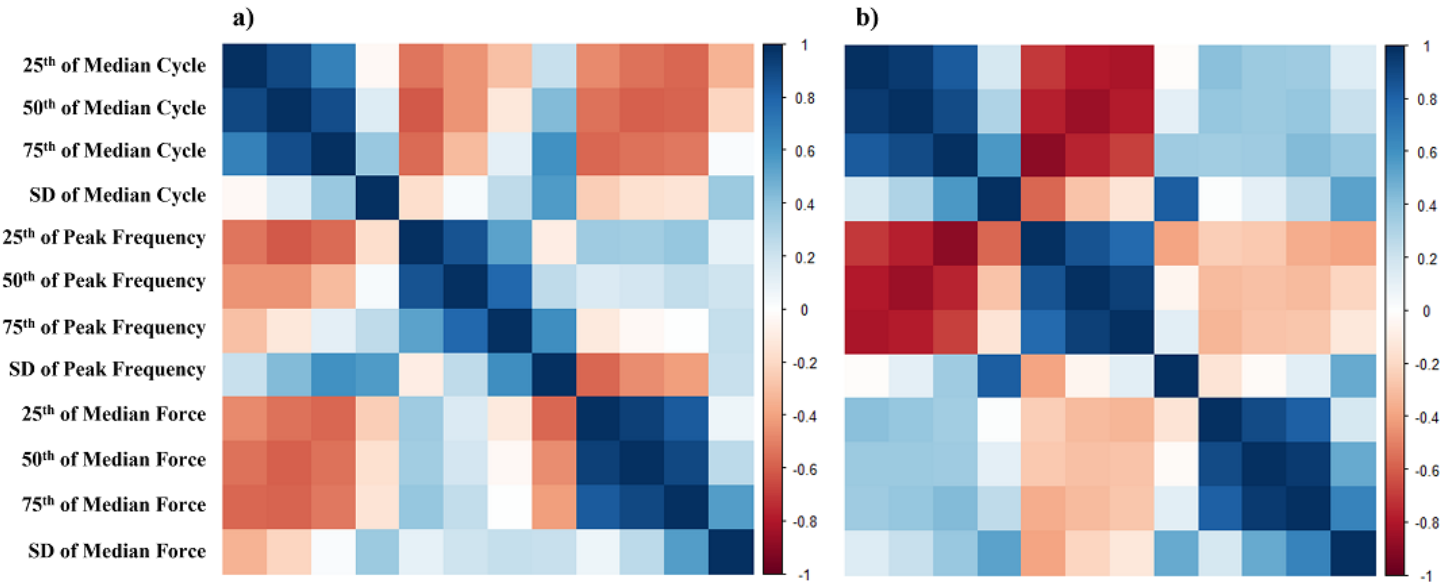 a)
b)
25th of Median Cycle
50th of Median Cycle
75th of Median Cycle
SD of Median Cycle
25th of Peak Frequency
50th of Peak Frequency
75th of Peak Frequency
SD of Peak Frequency
25th of Median Force
50th of Median Force
75th of Median Force
SD of Median Force
1
0.8
0.6
0.4
0.2
0
-0.2
-0.4
-0.6
-0.8
-1
1
0.8
0.6
0.4
0.2
0
-0.2
-0.4
-0.6
-0.8
-1